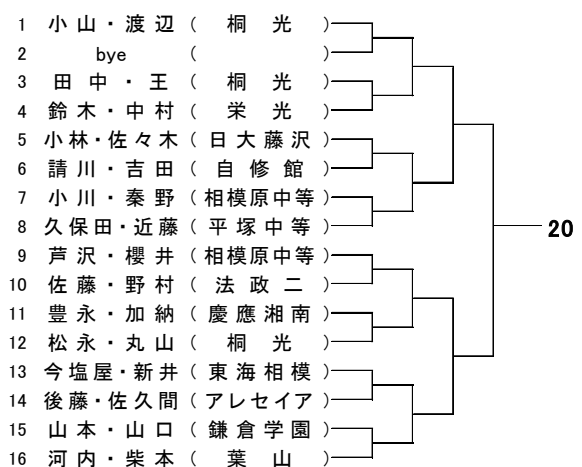 1 小山・渡辺 ( 桐光 )
2 bye ( )
3 田中・王 ( 桐光 )
4 鈴木・中村 ( 栄光 )
5 小林・佐々木 ( 日大藤沢 )
6 請川・吉田 ( 自修館 )
7 小川・秦野 ( 相模原中等 )
8 久保田・近藤 ( 平塚中等 )
20
9 芦沢・櫻井 ( 相模原中等 )
10 佐藤・野村 ( 法政二 )
11 豊永・加納 ( 慶應湘南 )
12 松永・丸山 ( 桐光 )
13 今塩屋・新井 ( 東海相模 )
14 後藤・佐久間 ( アレセイア )
15 山本・山口 ( 鎌倉学園 )
16 河内・柴本 ( 葉山 )